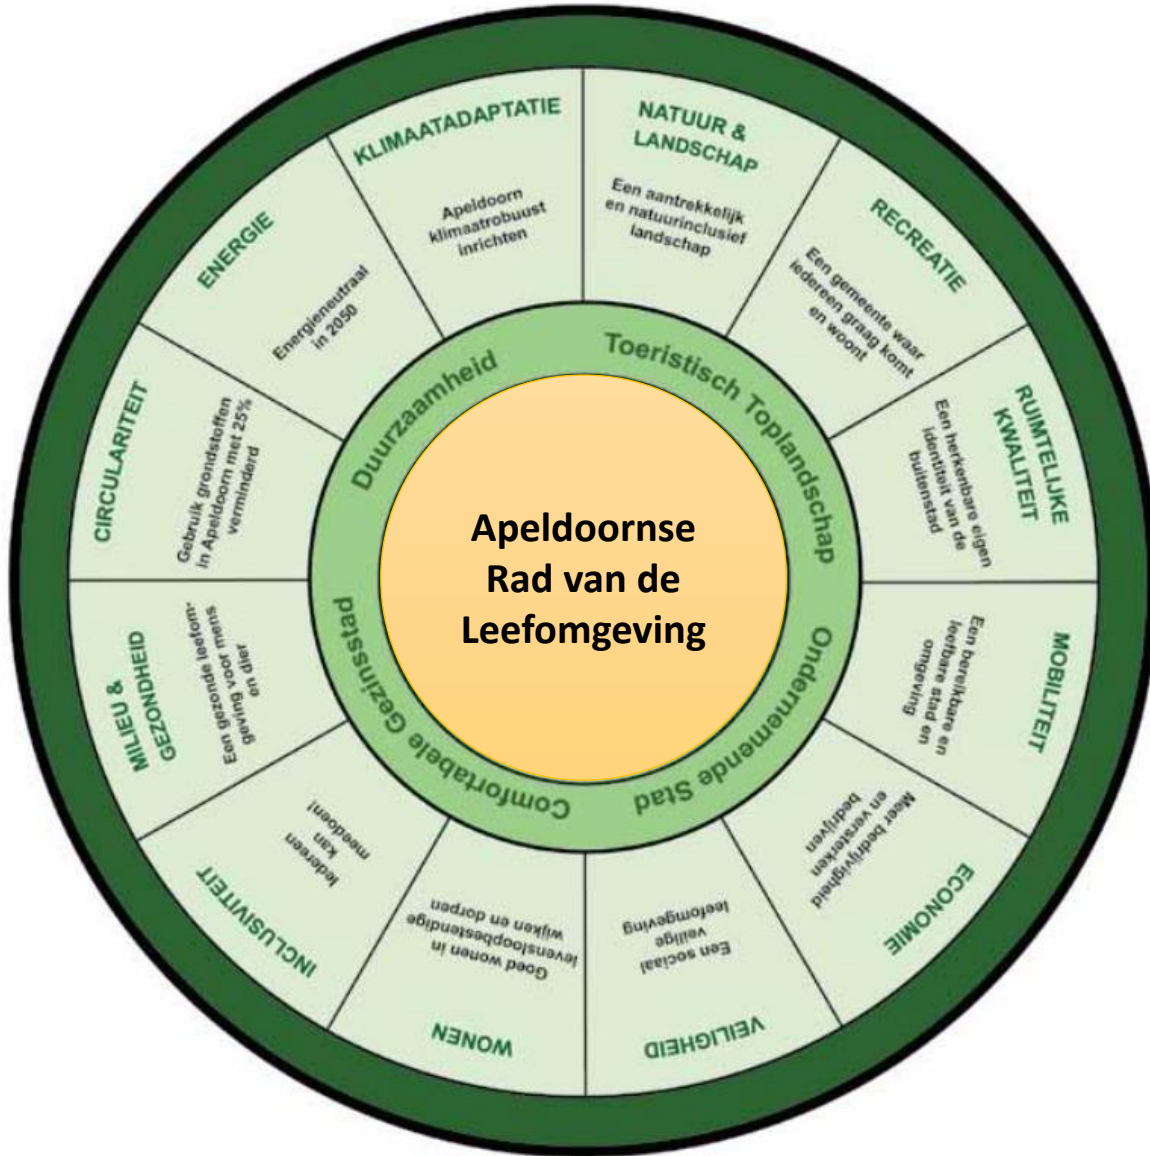 KLIMAATADAPTATIE
Apeldoorn
klimaatrobuust
inrichten
NATUUR &
LANDSCHAP
Een aantrekkelijk
en natuurinclusief
landschap
RECREATIE
Een gemeente waar
iedereen graag komt
en woont
RUIMTELIJKE
KWALITEIT
Een herkenbare eigen
identiteit van de
buitenstad
MOBILITEIT
Een bereikbare en
leefbare stad en
omgeving
ECONOMIE
Meer bedrijvigheid
en versterken
bedrijven
VEILIGHEID
Een sociaal
veilige
leefomgeving
WONEN
Goed wonen in
levensloopbestendige
wijken en dorpen
INCLUSIVITEIT
Iedereen
kan
meedoen!
MILIEU &
GEZONDHEID
Een gezonde leefom-
geving voor mens
en dier
CIRCULARITEIT
Gebruik grondstoffen
in Apeldoorn met 25%
verminderd
ENERGIE
Energieneutraal
in 2050
Duurzaamheid
Toeristisch Toplandschap
Ondernemende Stad
Comfortabele Gezinsstad
Apeldoornse
Rad van de
Leefomgeving